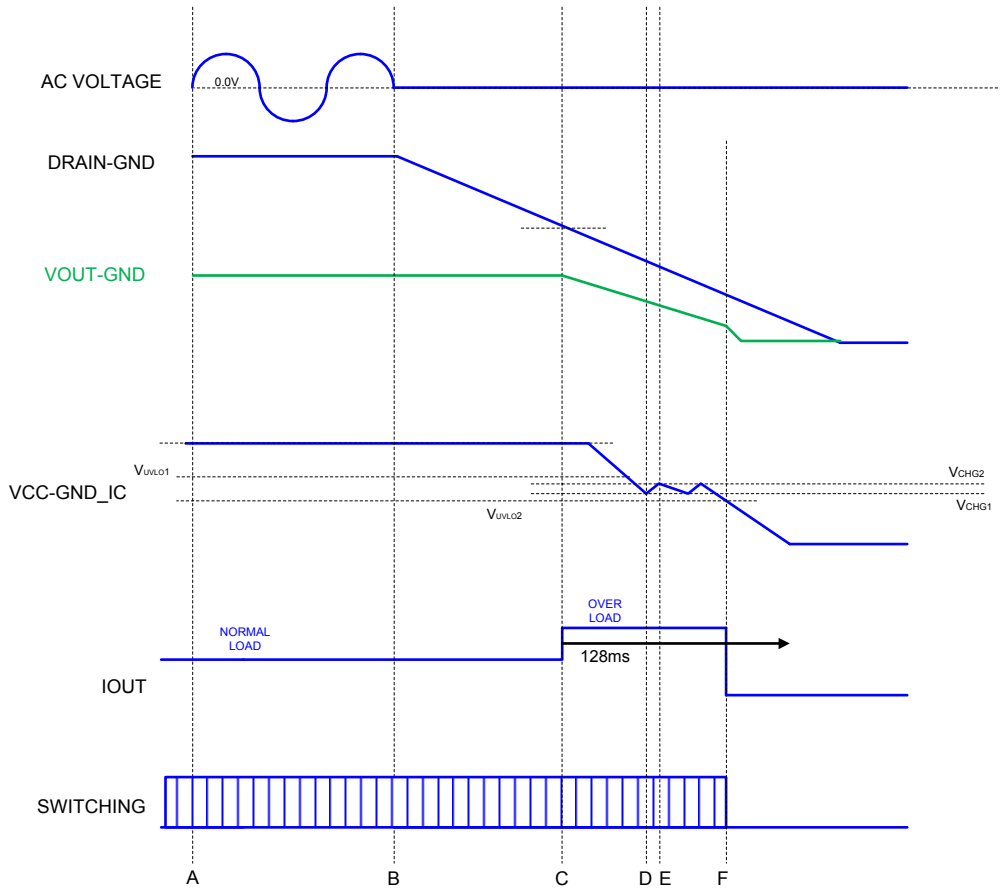 AC VOLTAGE
0.0V
DRAIN-GND
VOUT-GND
VUVLO1
VCHG2
VCC-GND_IC
VCHG1
VUVLO2
OVER
LOAD
NORMAL
LOAD
128ms
IOUT
SWITCHING
A B C D E F